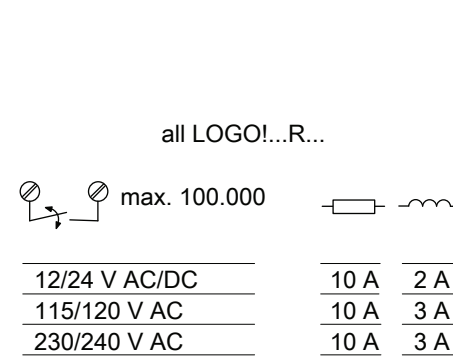 all LOGO!...R...
max. 100.000
12/24 V AC/DC 10 A 2 A
115/120 V AC 10 A 3 A
230/240 V AC 10 A 3 A